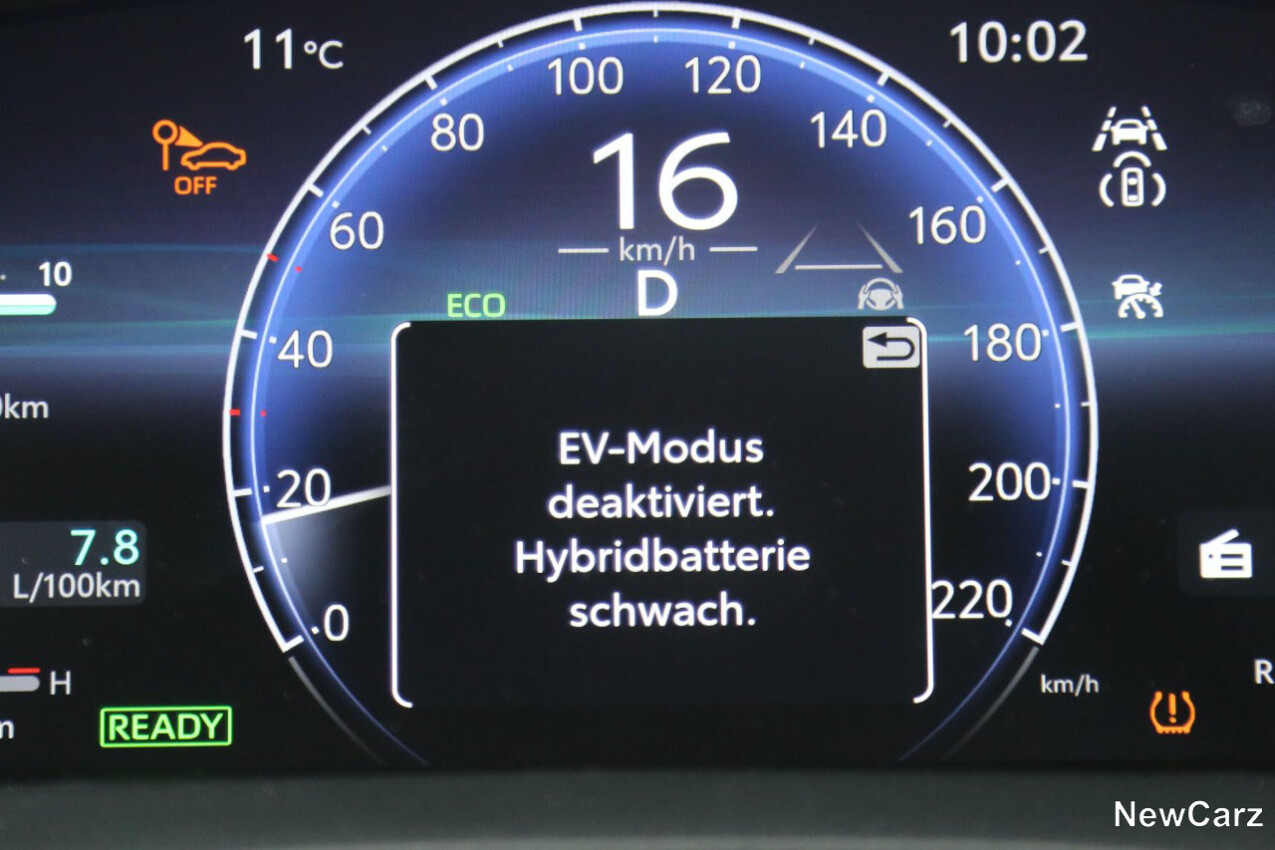 11°C
10:02
100 120
80 140
OFF
16
60 160
km/h
10
D
ECO
40 180
km
EV-Modus
deaktiviert.
20 200
Hybridbatterie
7.8
L/100km
schwach.
0 220
H
km/h
R
READY
NewCarz